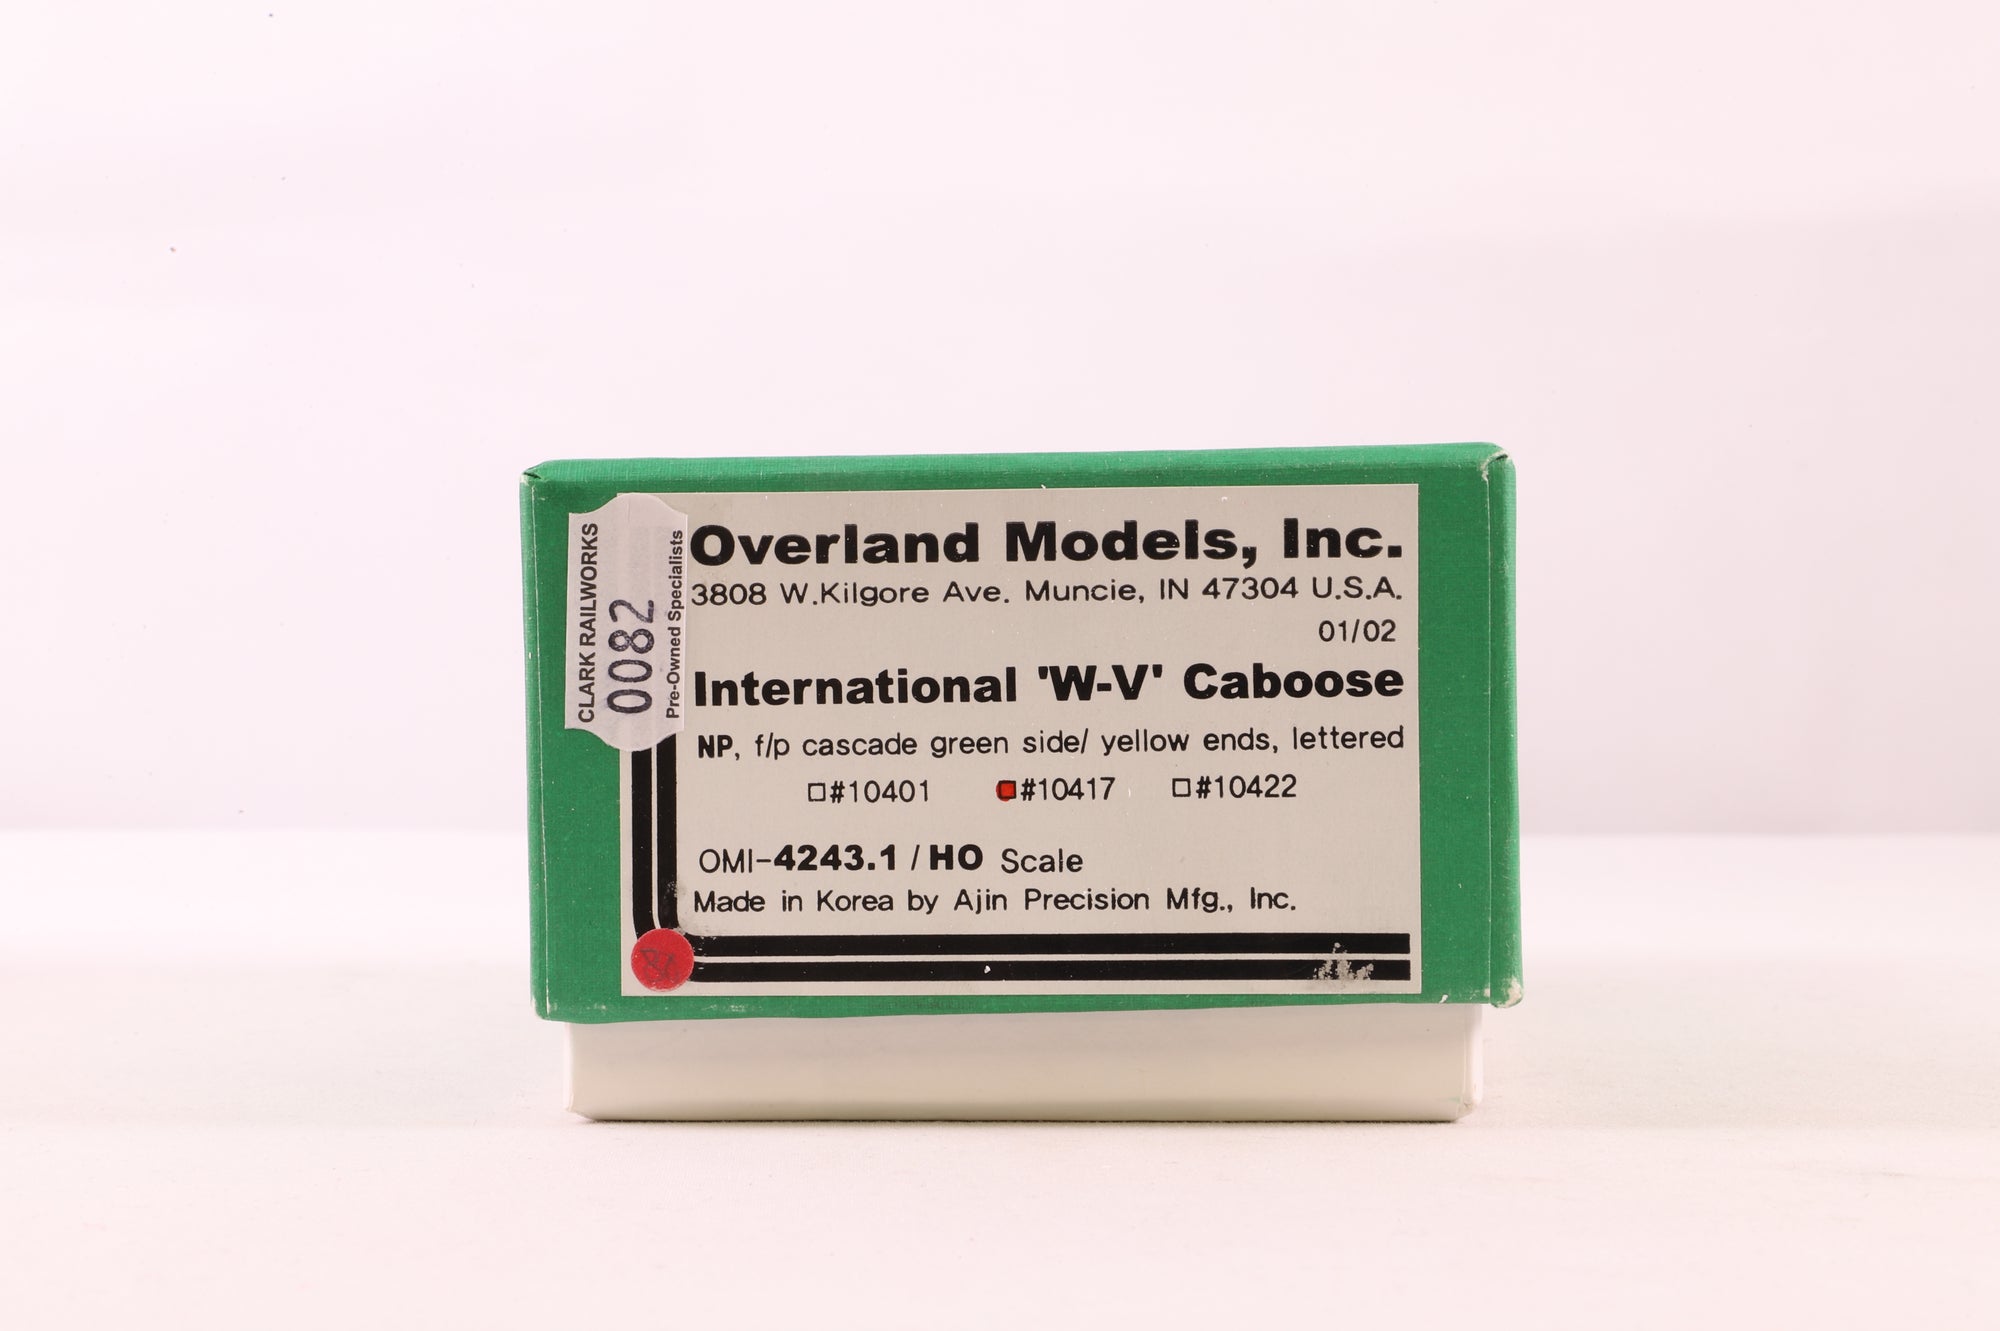 CLARK RAILWORKS
0082
Pre-Owned Specialists
Overland Models, Inc.
3808 W.Kilgore Ave. Muncie, IN 47304 U.S.A.
01/02
International 'W-V' Caboose
NP, f/p cascade green side/ yellow ends, lettered
□#10401 ■#10417 □#10422
OMI-4243.1 / HO Scale
Made in Korea by Ajin Precision Mfg., Inc.